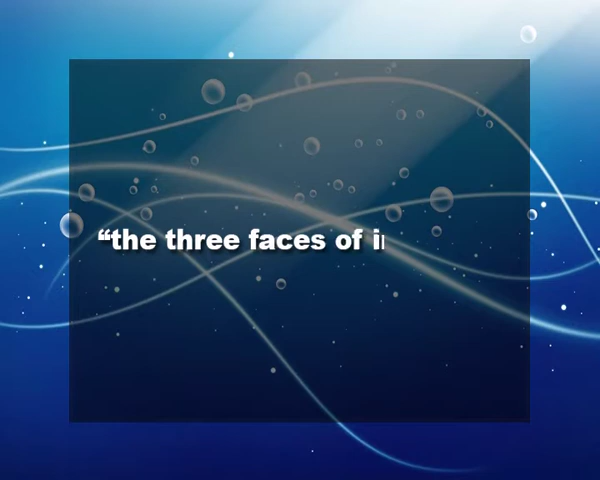 “the three faces of i